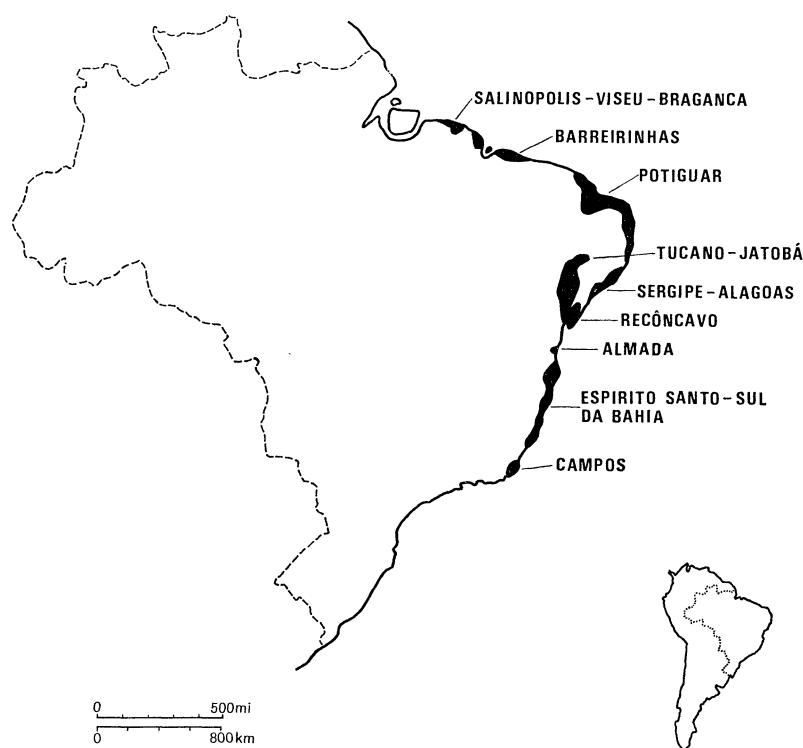 SALINOPOLIS-VISEU-BRAGANCA
BARREIRINHAS
POTIGUAR
TUCANO-JATOBÁ
SERGIPE-ALAGOAS
RECÔNCAVO
ALMADA
ESPIRITO SANTO-SUL
DA BAHIA
CAMPOS
0 500mi
0 800km